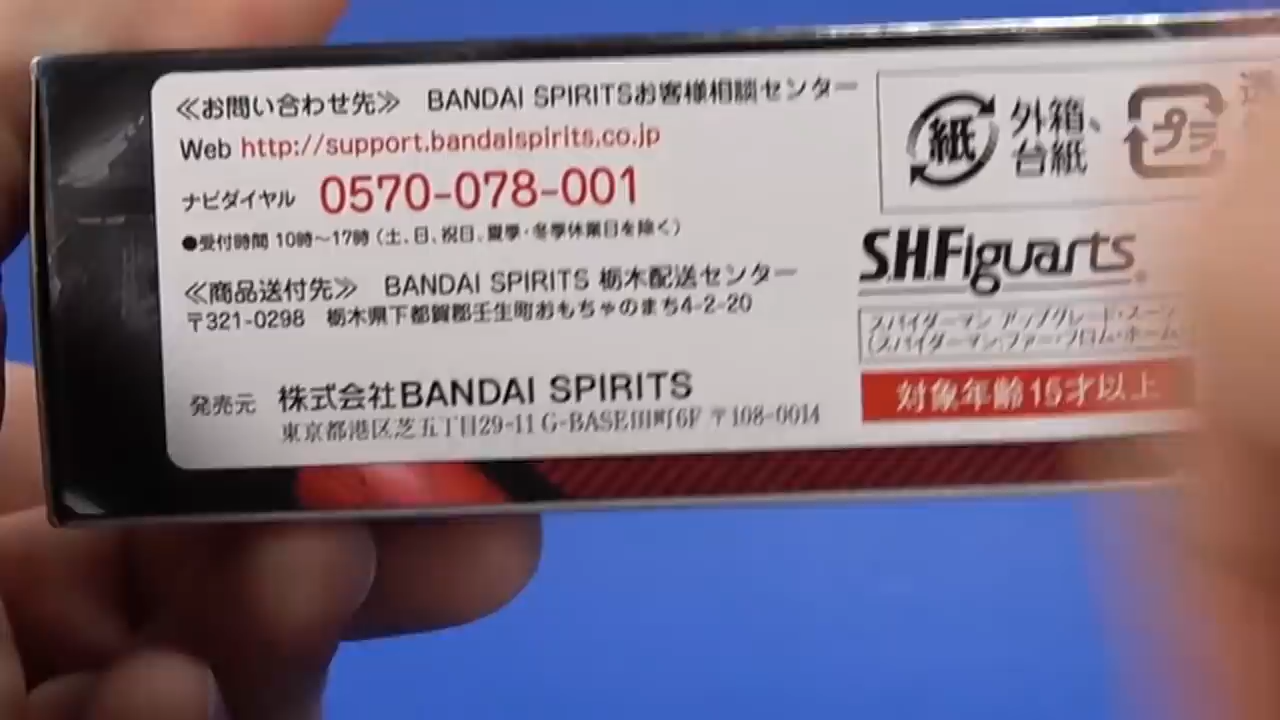 ≪お問い合わせ先≫ BANDAI SPIRITSお客様相談センター
Web http://support.bandaispirits.co.jp
ナビダイヤル 0570-078-001
●受付時間 10時～17時(土、日、祝日、夏季・冬季休業日を除く)
≪商品送付先≫ BANDAI SPIRITS 栃木配送センター
〒321-0298 栃木県下都賀郡壬生町おもちゃのまち4-2-20
発売元 株式会社BANDAI SPIRITS
東京都港区芝五丁目29-11 G-BASE田町6F 〒108-0014
紙
外箱、
台紙
プラ
S.H.Figuarts
スパイダーマン アップグレード・スーツ
(スパイダーマン:ファー・フロム・ホーム
対象年齢15才以上